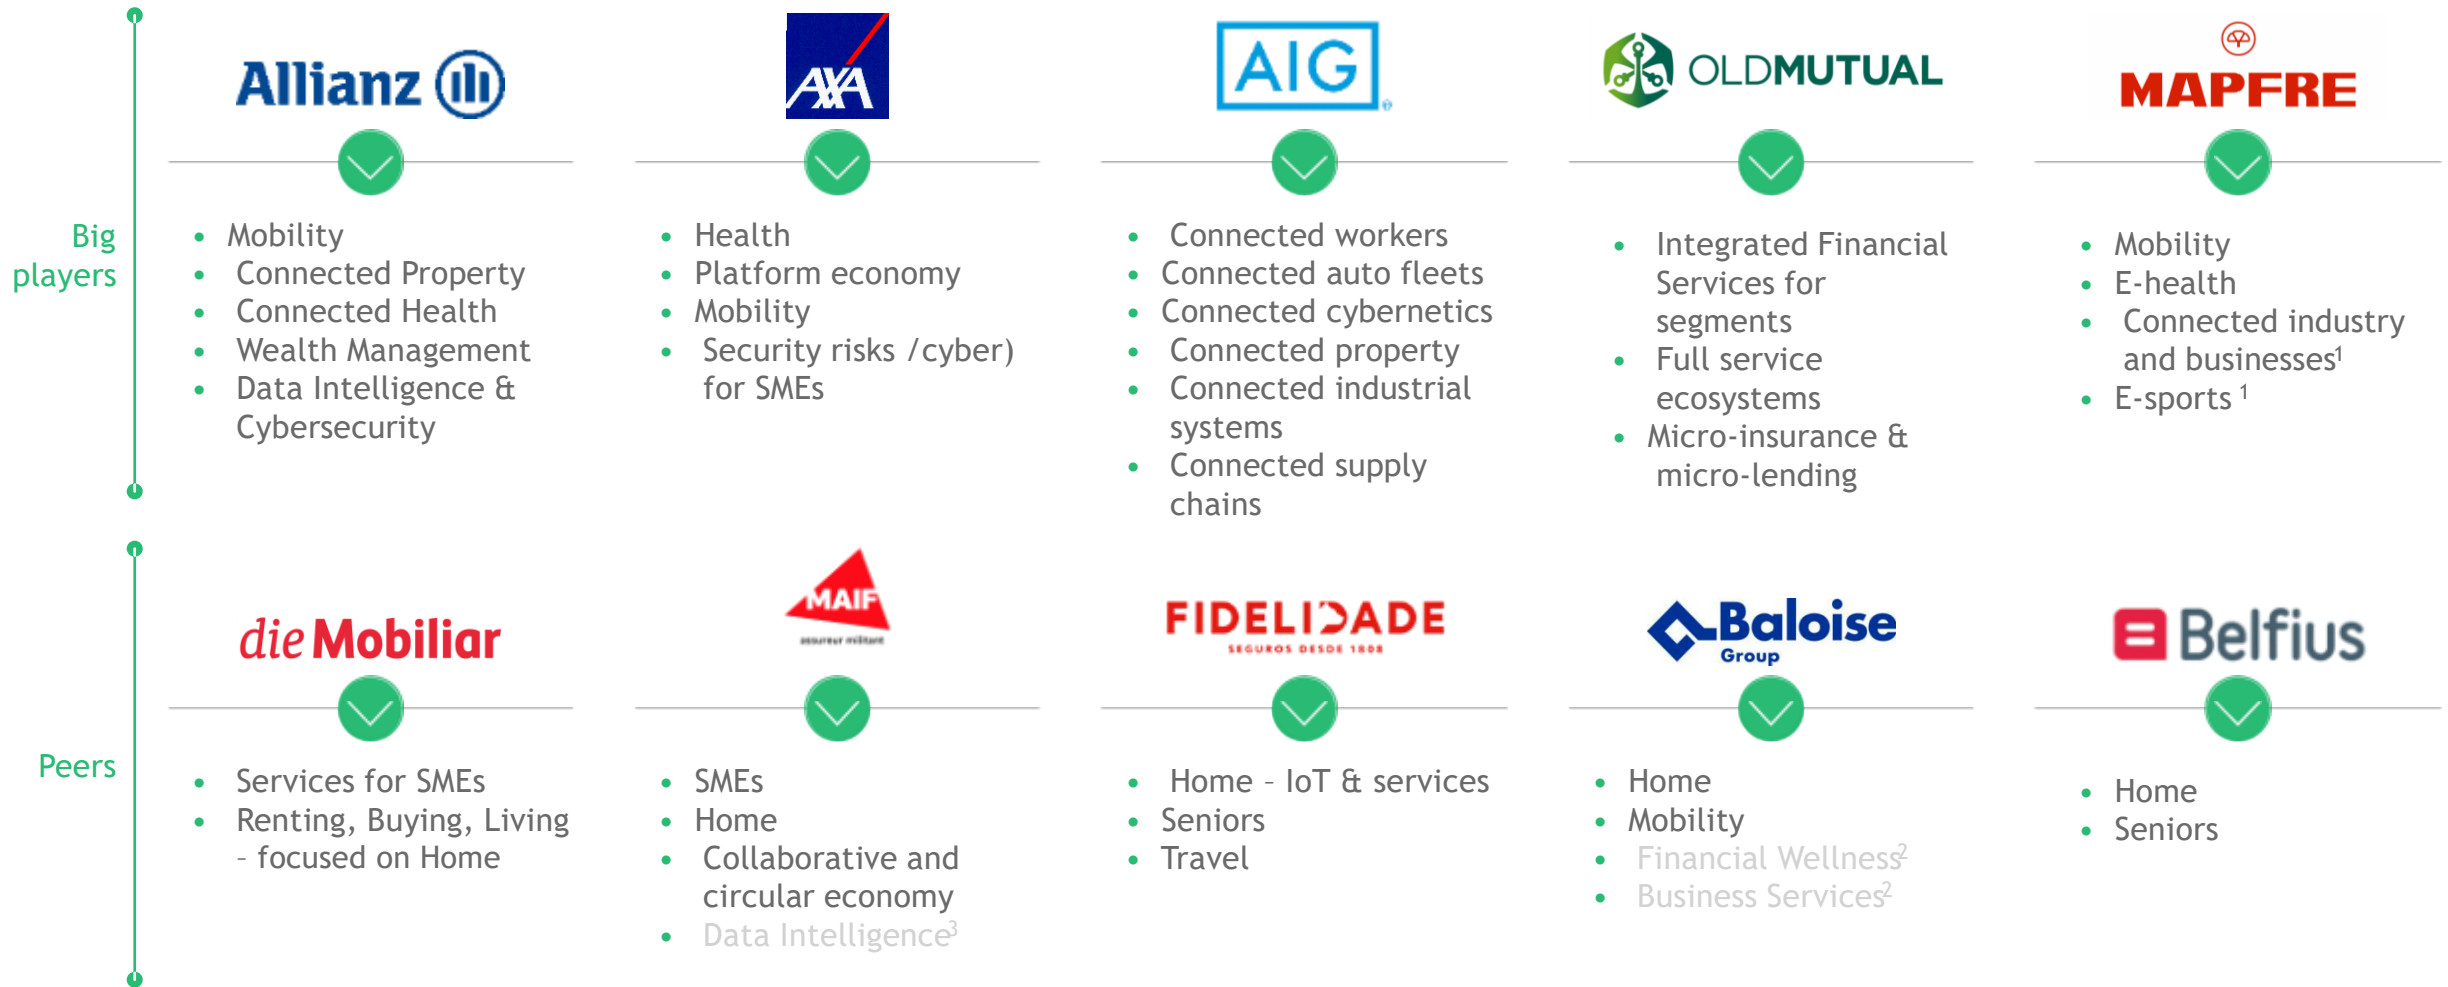 Big
players
Allianz
• Mobility
• Connected Property
• Connected Health
• Wealth Management
• Data Intelligence &
Cybersecurity
AXA
• Health
• Platform economy
• Mobility
• Security risks /cyber)
for SMEs
AIG
®
• Connected workers
• Connected auto fleets
• Connected cybernetics
• Connected property
• Connected industrial
systems
• Connected supply
chains
OLDMUTUAL
• Integrated Financial
Services for
segments
• Full service
ecosystems
• Micro-insurance &
micro-lending
MAPFRE
• Mobility
• E-health
• Connected industry
and businesses1
• E-sports 1
Peers
die Mobiliar
• Services for SMEs
• Renting, Buying, Living
– focused on Home
MAIF
assureur militant
• SMEs
• Home
• Collaborative and
circular economy
• Data Intelligence3
FIDELIDADE
SEGUROS DESDE 1808
• Home – IoT & services
• Seniors
• Travel
Baloise
Group
• Home
• Mobility
• Financial Wellness2
• Business Services2
Belfius
• Home
• Seniors